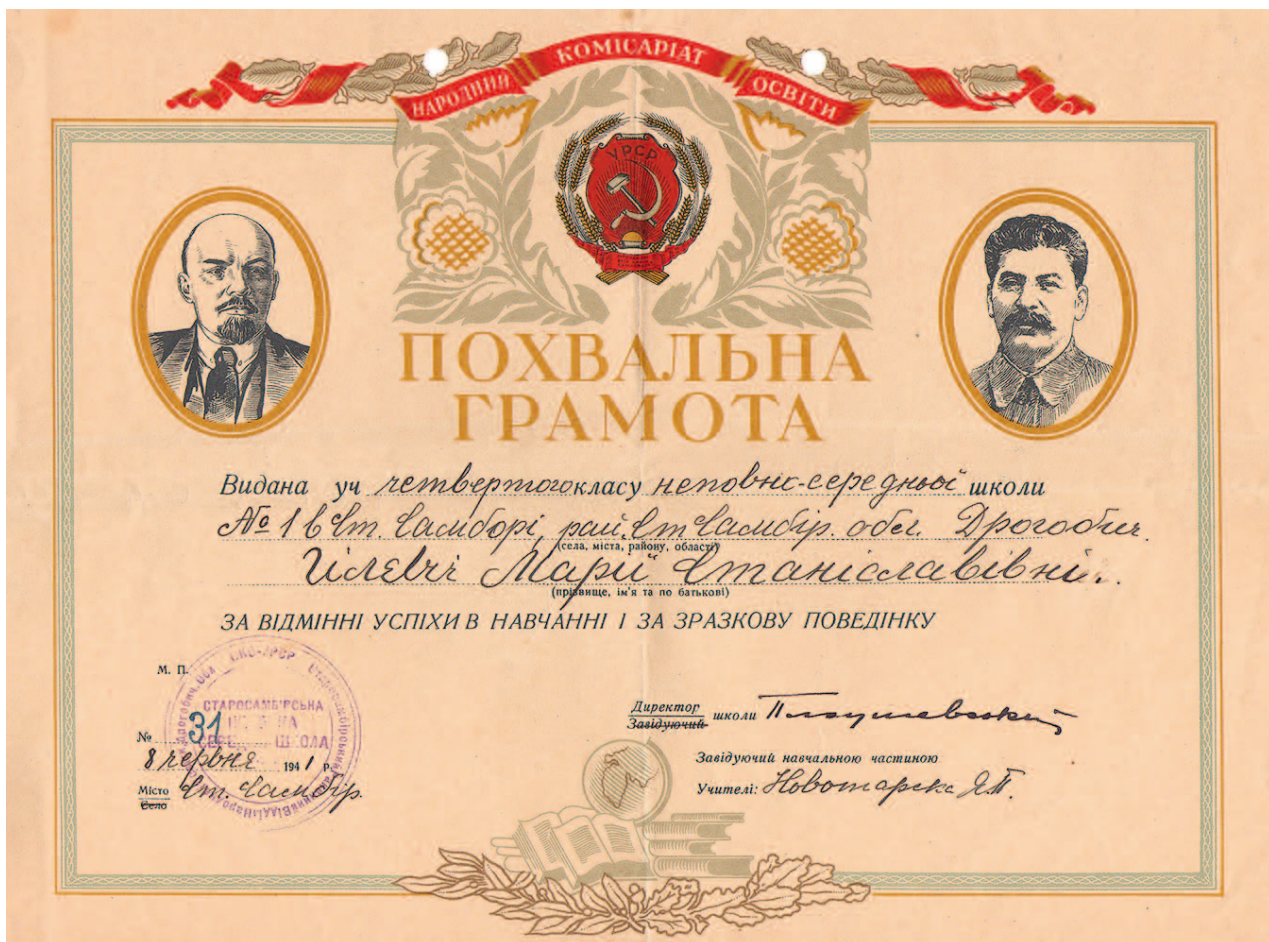 НАРОДНИЙ КОМІСАРІАТ ОСВІТИ
УРСР
ПОХВАЛЬНА
ГРАМОТА
Видана уч четвертого класу неповно-середньої школи
№ 1 в Ст. Самборі, рай. Ст. Самбір. обл. Дрогобич.
(села, міста, району, області)
Марії Станіславівні.
(прізвище, ім'я та по батькові)
ЗА ВІДМІННІ УСПІХИ В НАВЧАННІ І ЗА ЗРАЗКОВУ ПОВЕДІНКУ
М. П.
СТАРОСАМБІРСЬКА
№ 31
8 червня 1941 р.
Місто Ст. Самбір.
Село
Директор
Завідуючий школи
Завідуючий навчальною частиною
Учителі: Новотарска